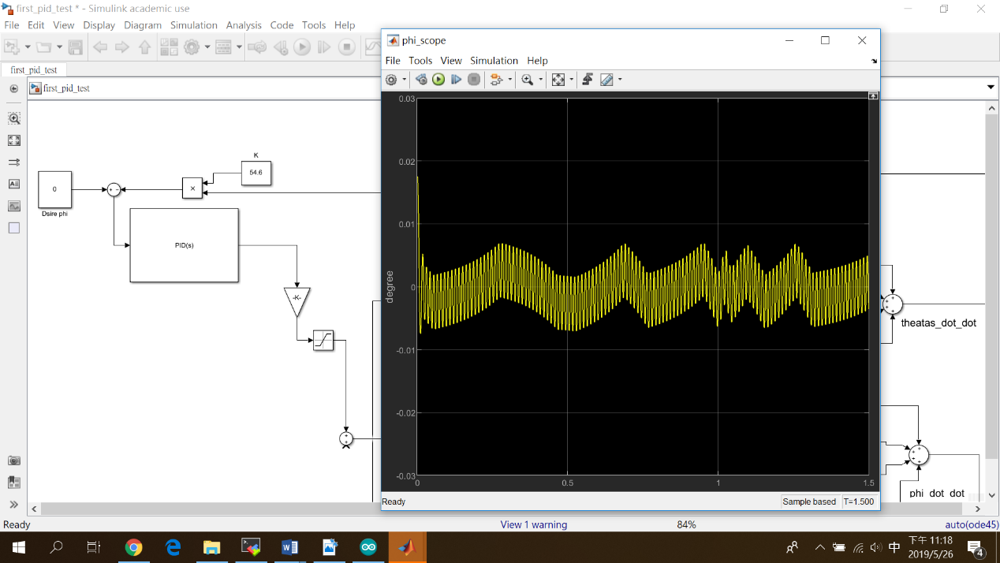 first_pid_test * - Simulink academic use
File Edit View Display Diagram Simulation Analysis Code Tools Help
first_pid_test
first_pid_test
K
54.6
0
Dsire phi
×
PID(s)
-K-
phi_scope
File Tools View Simulation Help
0.03
0.02
0.01
0
-0.01
-0.02
-0.03
degree
0 0.5 1 1.5
Ready Sample based T=1.500
theatas_dot_dot
phi_dot_dot
Ready View 1 warning 84% auto(ode45)
中 下午 11:18
2019/5/26
4